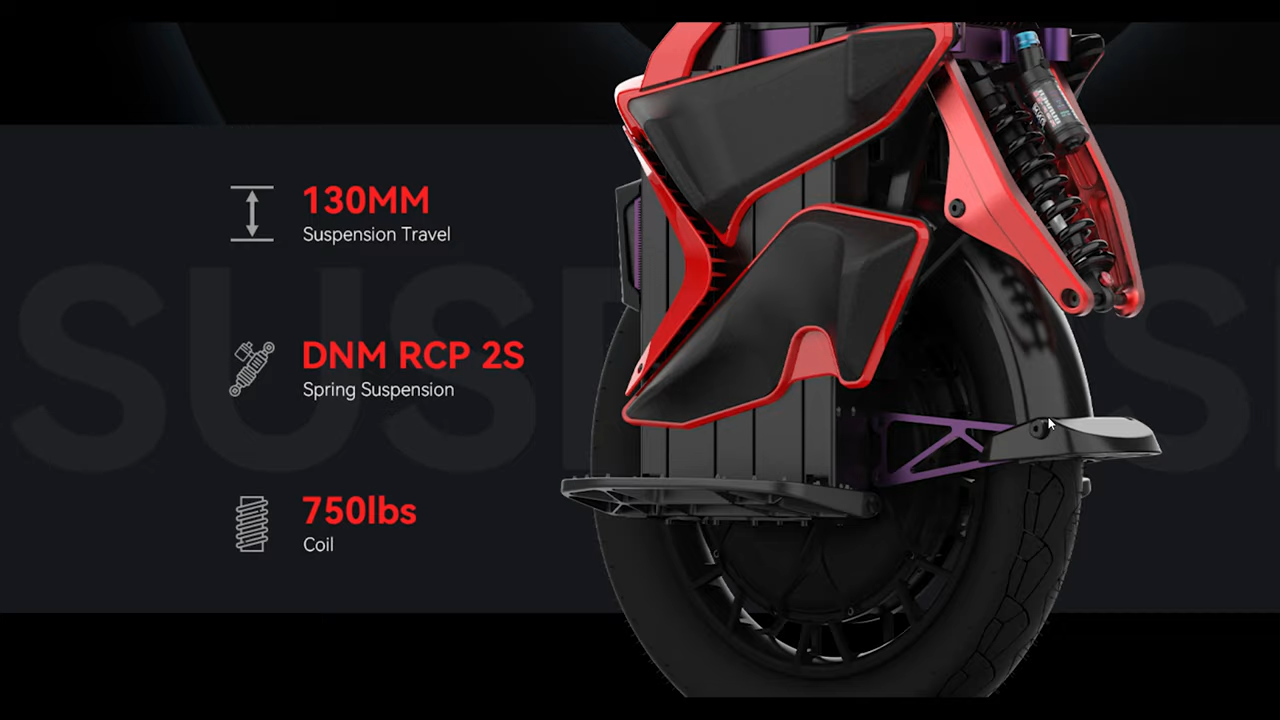 130MM
Suspension Travel
DNM RCP 2S
Spring Suspension
750lbs
Coil